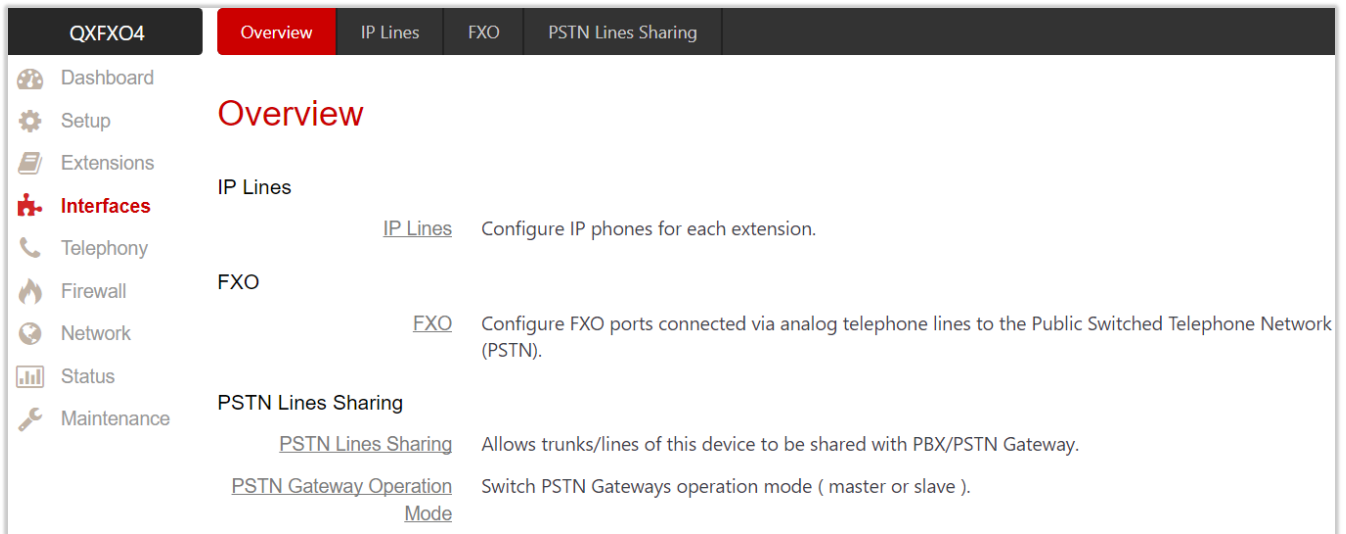 QXFXO4
Overview
IP Lines
FXO
PSTN Lines Sharing
Dashboard
Setup
Extensions
Interfaces
Telephony
Firewall
Network
Status
Maintenance
Overview
IP Lines
IP Lines Configure IP phones for each extension.
FXO
FXO Configure FXO ports connected via analog telephone lines to the Public Switched Telephone Network
(PSTN).
PSTN Lines Sharing
PSTN Lines Sharing Allows trunks/lines of this device to be shared with PBX/PSTN Gateway.
PSTN Gateway Operation Switch PSTN Gateways operation mode ( master or slave ).
Mode